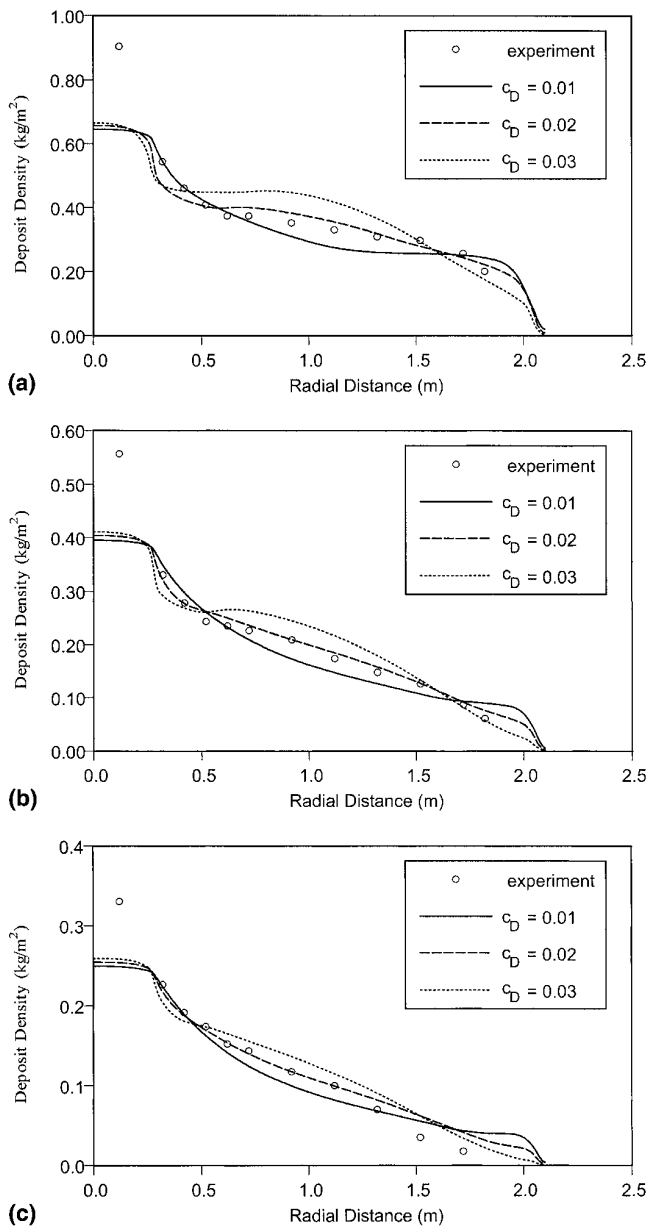 1.00
0.80
0.60
0.40
0.20
0.00
Deposit Density (kg/m²)
experiment
c_D = 0.01
c_D = 0.02
c_D = 0.03
0.0 0.5 1.0 1.5 2.0 2.5
Radial Distance (m)
(a)
0.60
0.50
0.40
0.30
0.20
0.10
0.00
Deposit Density (kg/m²)
experiment
c_D = 0.01
c_D = 0.02
c_D = 0.03
0.0 0.5 1.0 1.5 2.0 2.5
Radial Distance (m)
(b)
0.4
0.3
0.2
0.1
0.0
Deposit Density (kg/m²)
experiment
c_D = 0.01
c_D = 0.02
c_D = 0.03
0.0 0.5 1.0 1.5 2.0 2.5
Radial Distance (m)
(c)